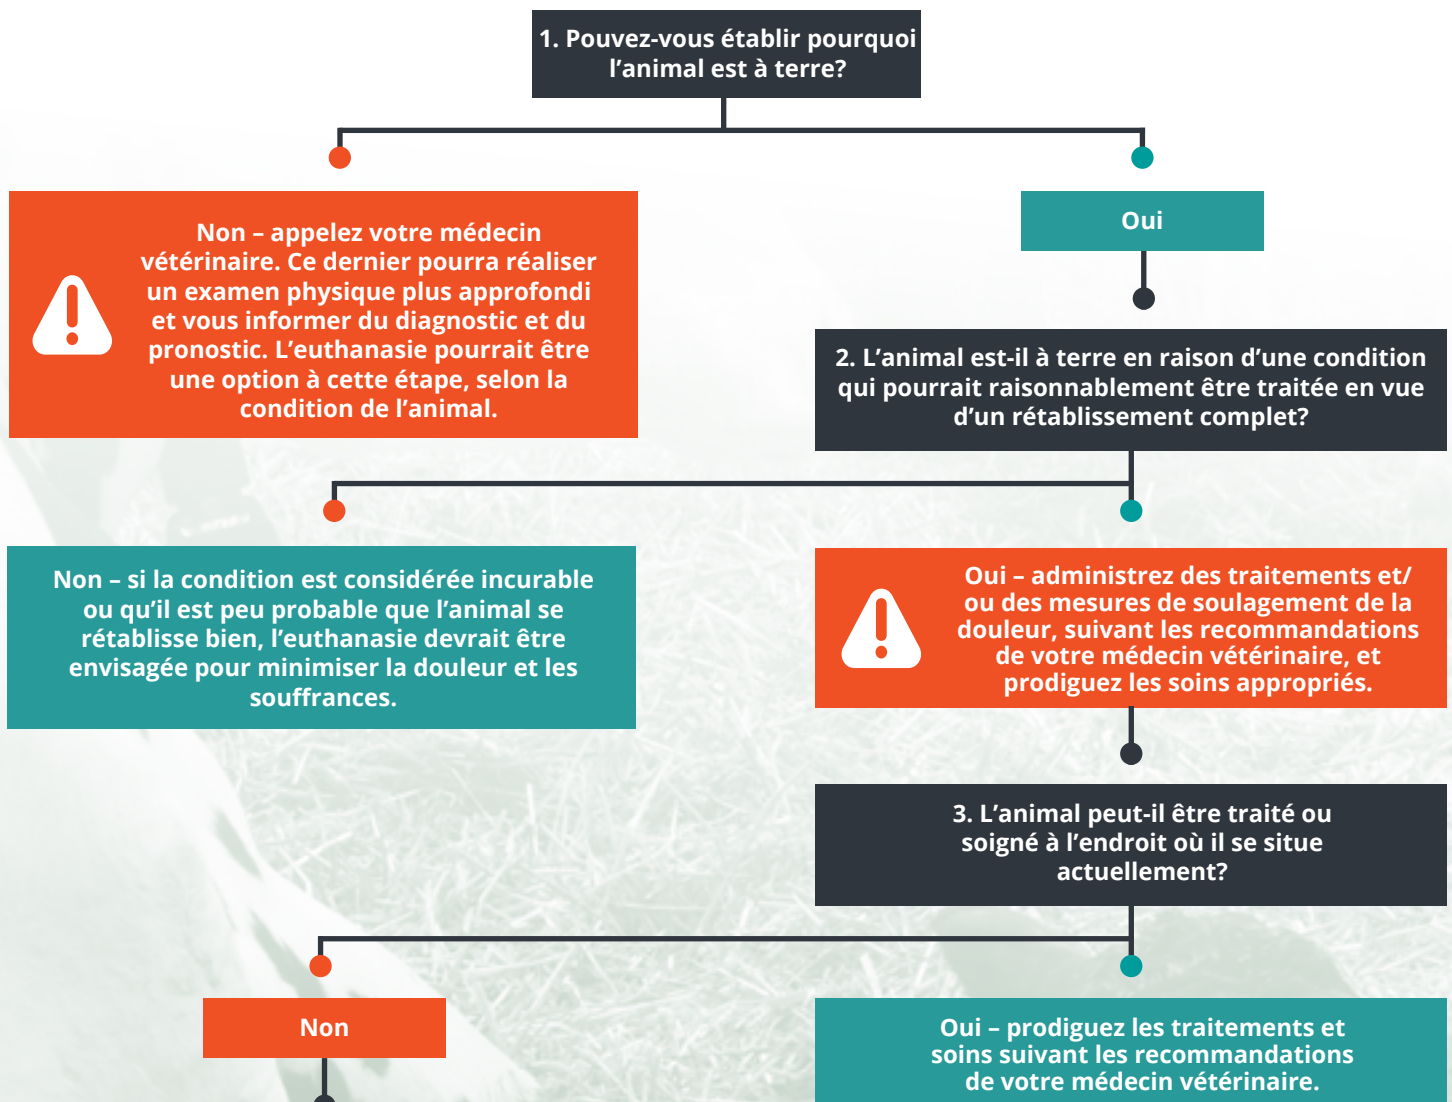 1. Pouvez-vous établir pourquoi
l’animal est à terre?
Non – appelez votre médecin
vétérinaire. Ce dernier pourra réaliser
un examen physique plus approfondi
et vous informer du diagnostic et du
pronostic. L’euthanasie pourrait être
une option à cette étape, selon la
condition de l’animal.
Oui
2. L’animal est-il à terre en raison d’une condition
qui pourrait raisonnablement être traitée en vue
d’un rétablissement complet?
Non – si la condition est considérée incurable
ou qu’il est peu probable que l’animal se
rétablisse bien, l’euthanasie devrait être
envisagée pour minimiser la douleur et les
souffrances.
Oui – administrez des traitements et/
ou des mesures de soulagement de la
douleur, suivant les recommandations
de votre médecin vétérinaire, et
prodiguez les soins appropriés.
3. L’animal peut-il être traité ou
soigné à l’endroit où il se situe
actuellement?
Non
Oui – prodiguez les traitements et
soins suivant les recommandations
de votre médecin vétérinaire.